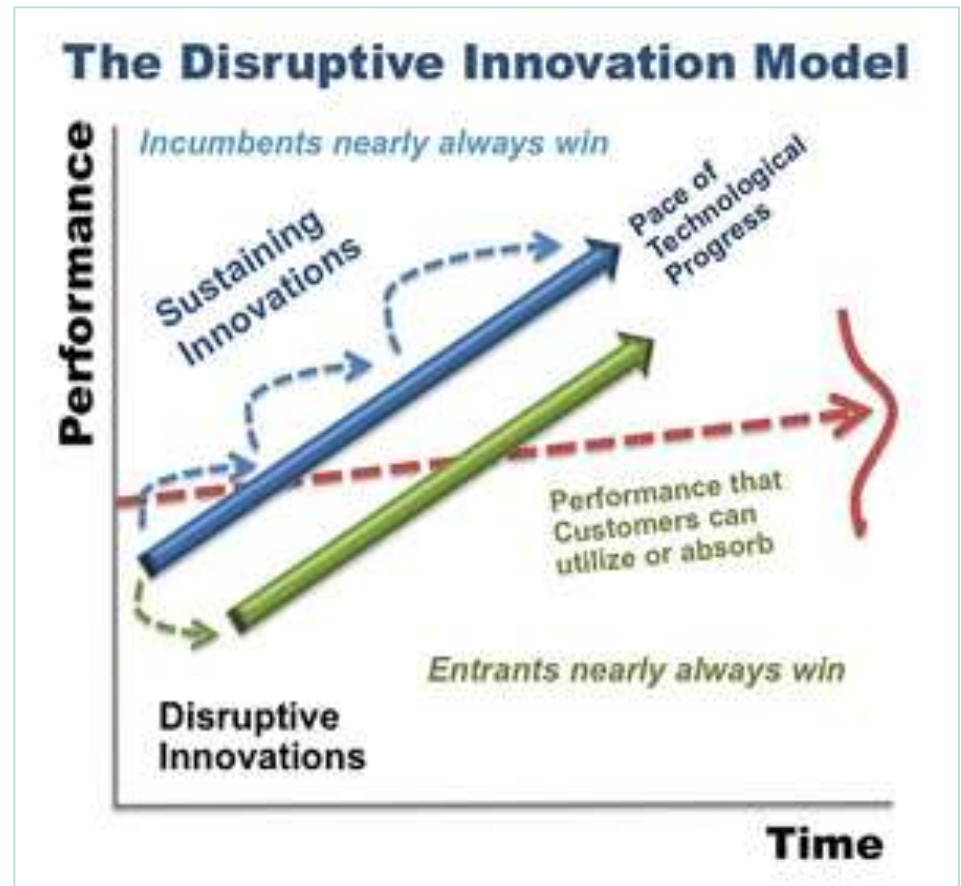 The Disruptive Innovation Model
Performance
Incumbents nearly always win
Sustaining
Innovations
Pace of
Technological
Progress
Performance that
Customers can
utilize or absorb
Entrants nearly always win
Disruptive
Innovations
Time